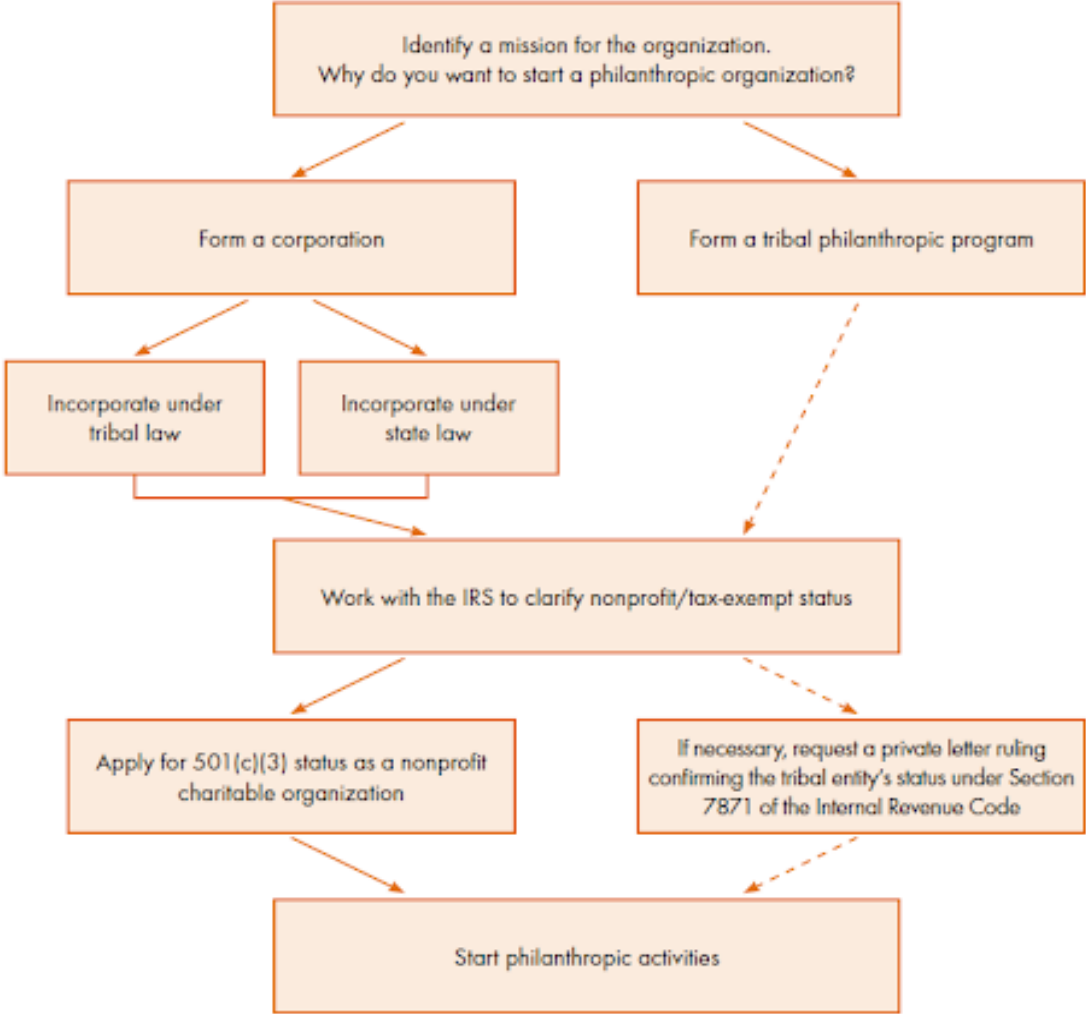 Identify a mission for the organization.
Why do you want to start a philanthropic organization?
Form a corporation
Form a tribal philanthropic program
Incorporate under
tribal law
Incorporate under
state law
Work with the IRS to clarify nonprofit/tax-exempt status
Apply for 501(c)(3) status as a nonprofit
charitable organization
If necessary, request a private letter ruling
confirming the tribal entity's status under Section
7871 of the Internal Revenue Code
Start philanthropic activities